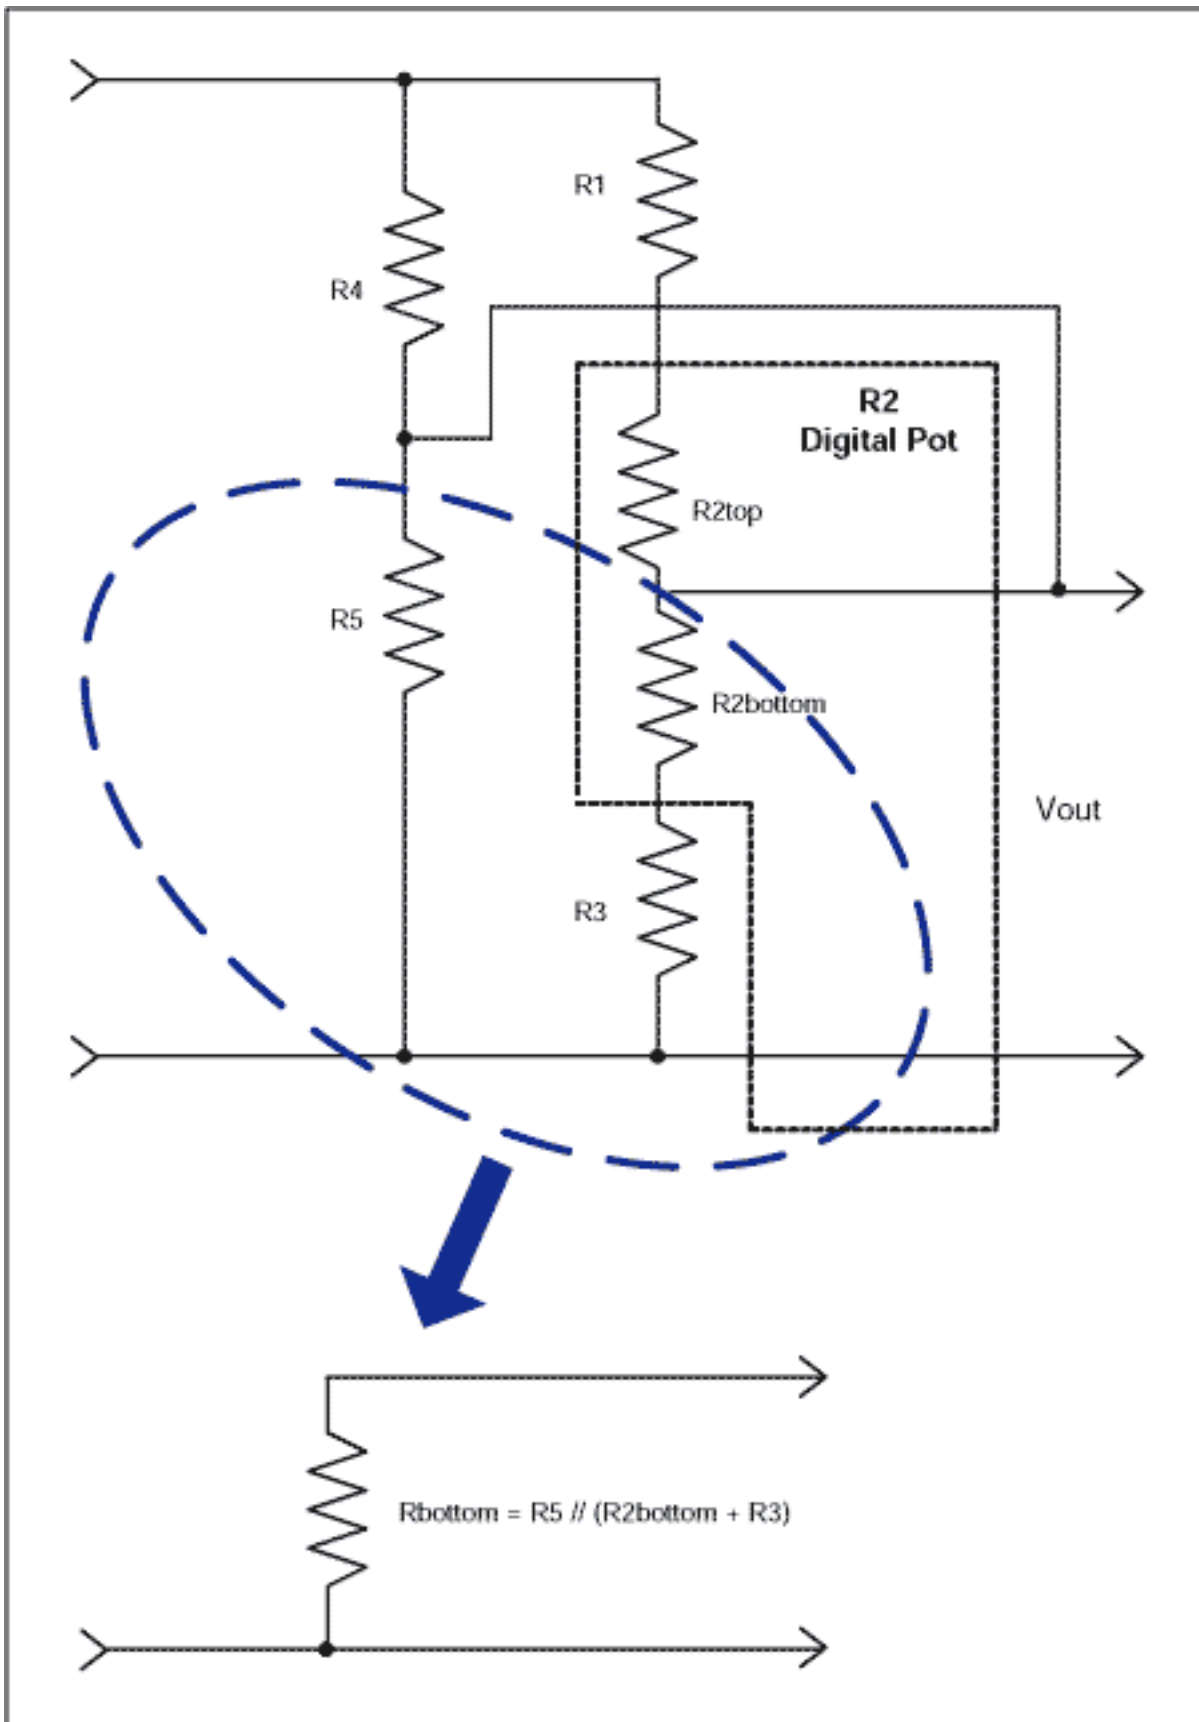 R1
R4
R2
Digital Pot
R2top
R5
R2bottom
Vout
R3
Rbottom = R5 // (R2bottom + R3)